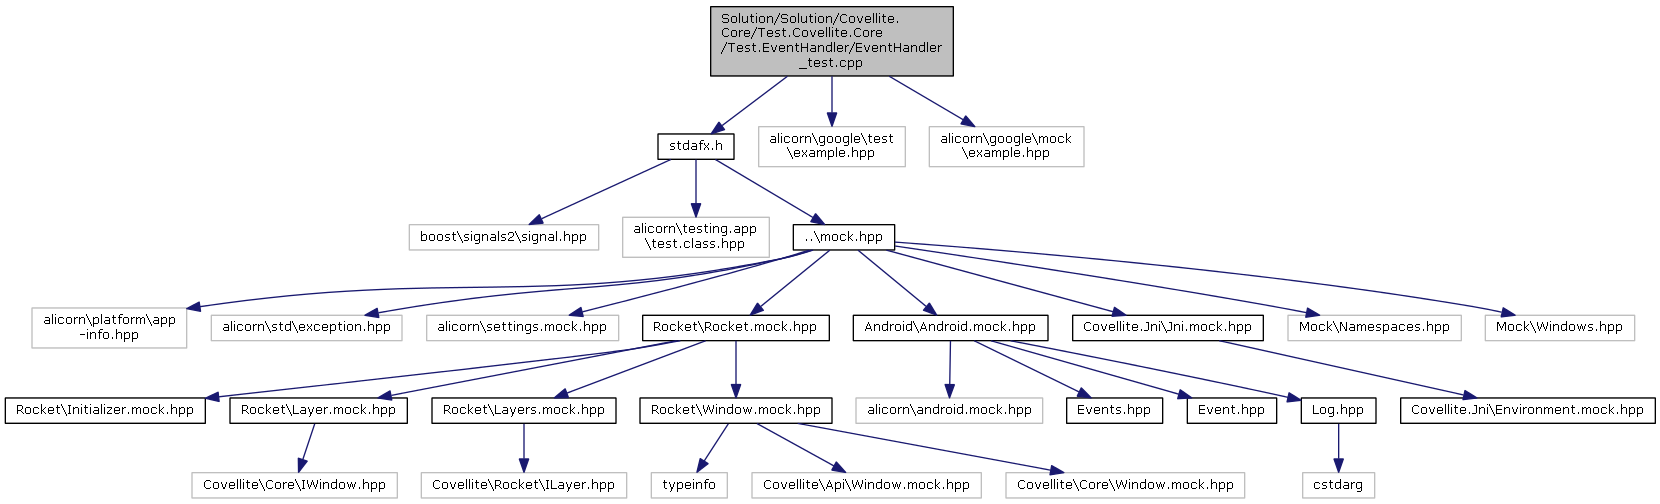 Solution/Solution/Covellite.
Core/Test.Covellite.Core
/Test.EventHandler/EventHandler
_test.cpp
stdafx.h
alicorn\google\test
\example.hpp
alicorn\google\mock
\example.hpp
boost\signals2\signal.hpp
alicorn\testing.app
\test.class.hpp
..\mock.hpp
alicorn\platform\app
-info.hpp
alicorn\std\exception.hpp
alicorn\settings.mock.hpp
Rocket\Rocket.mock.hpp
Android\Android.mock.hpp
Covellite.Jni\Jni.mock.hpp
Mock\Namespaces.hpp
Mock\Windows.hpp
Rocket\Initializer.mock.hpp
Rocket\Layer.mock.hpp
Rocket\Layers.mock.hpp
Rocket\Window.mock.hpp
alicorn\android.mock.hpp
Events.hpp
Event.hpp
Log.hpp
Covellite.Jni\Environment.mock.hpp
Covellite\Core\IWindow.hpp
Covellite\Rocket\ILayer.hpp
typeinfo
Covellite\Api\Window.mock.hpp
Covellite\Core\Window.mock.hpp
cstdarg